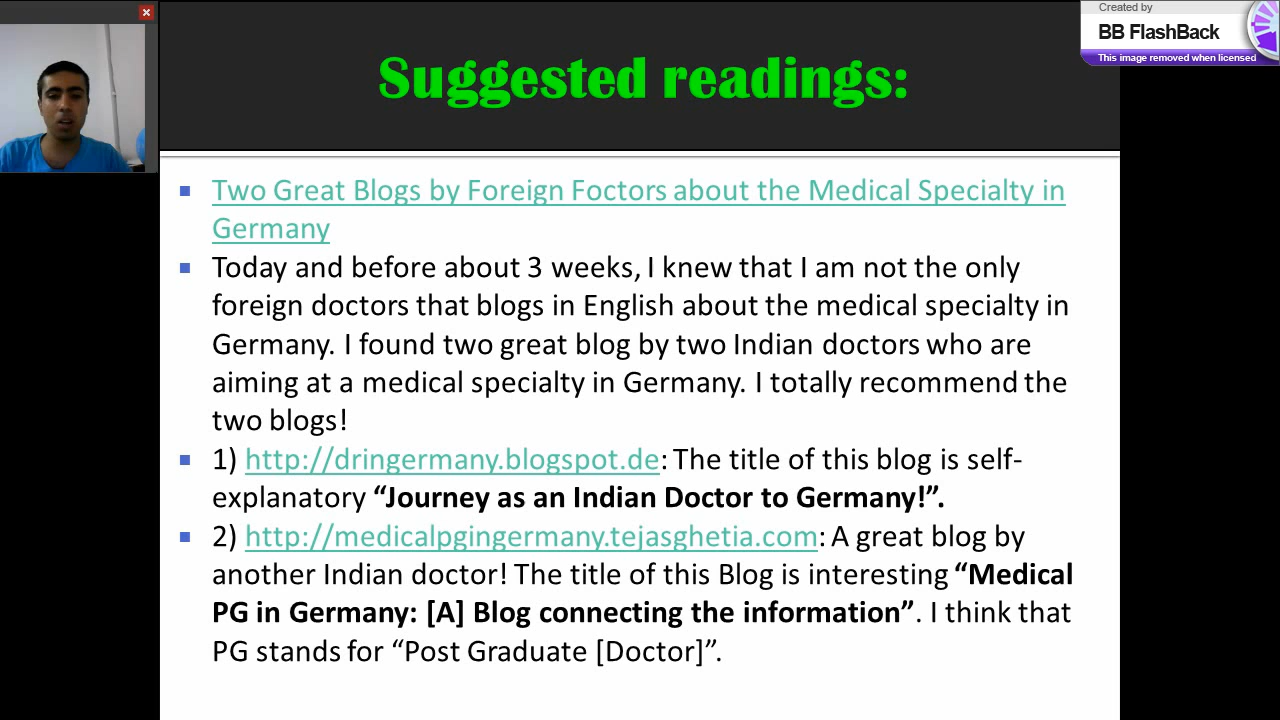 Created by
BB FlashBack
This image removed when licensed
Suggested readings:
Two Great Blogs by Foreign Foctors about the Medical Specialty in
Germany
Today and before about 3 weeks, I knew that I am not the only
foreign doctors that blogs in English about the medical specialty in
Germany. I found two great blog by two Indian doctors who are
aiming at a medical specialty in Germany. I totally recommend the
two blogs!
1) http://dringermany.blogspot.de: The title of this blog is self-
explanatory “Journey as an Indian Doctor to Germany!”.
2) http://medicalpgingermany.tejasghetia.com: A great blog by
another Indian doctor! The title of this Blog is interesting “Medical
PG in Germany: [A] Blog connecting the information”. I think that
PG stands for “Post Graduate [Doctor]”.